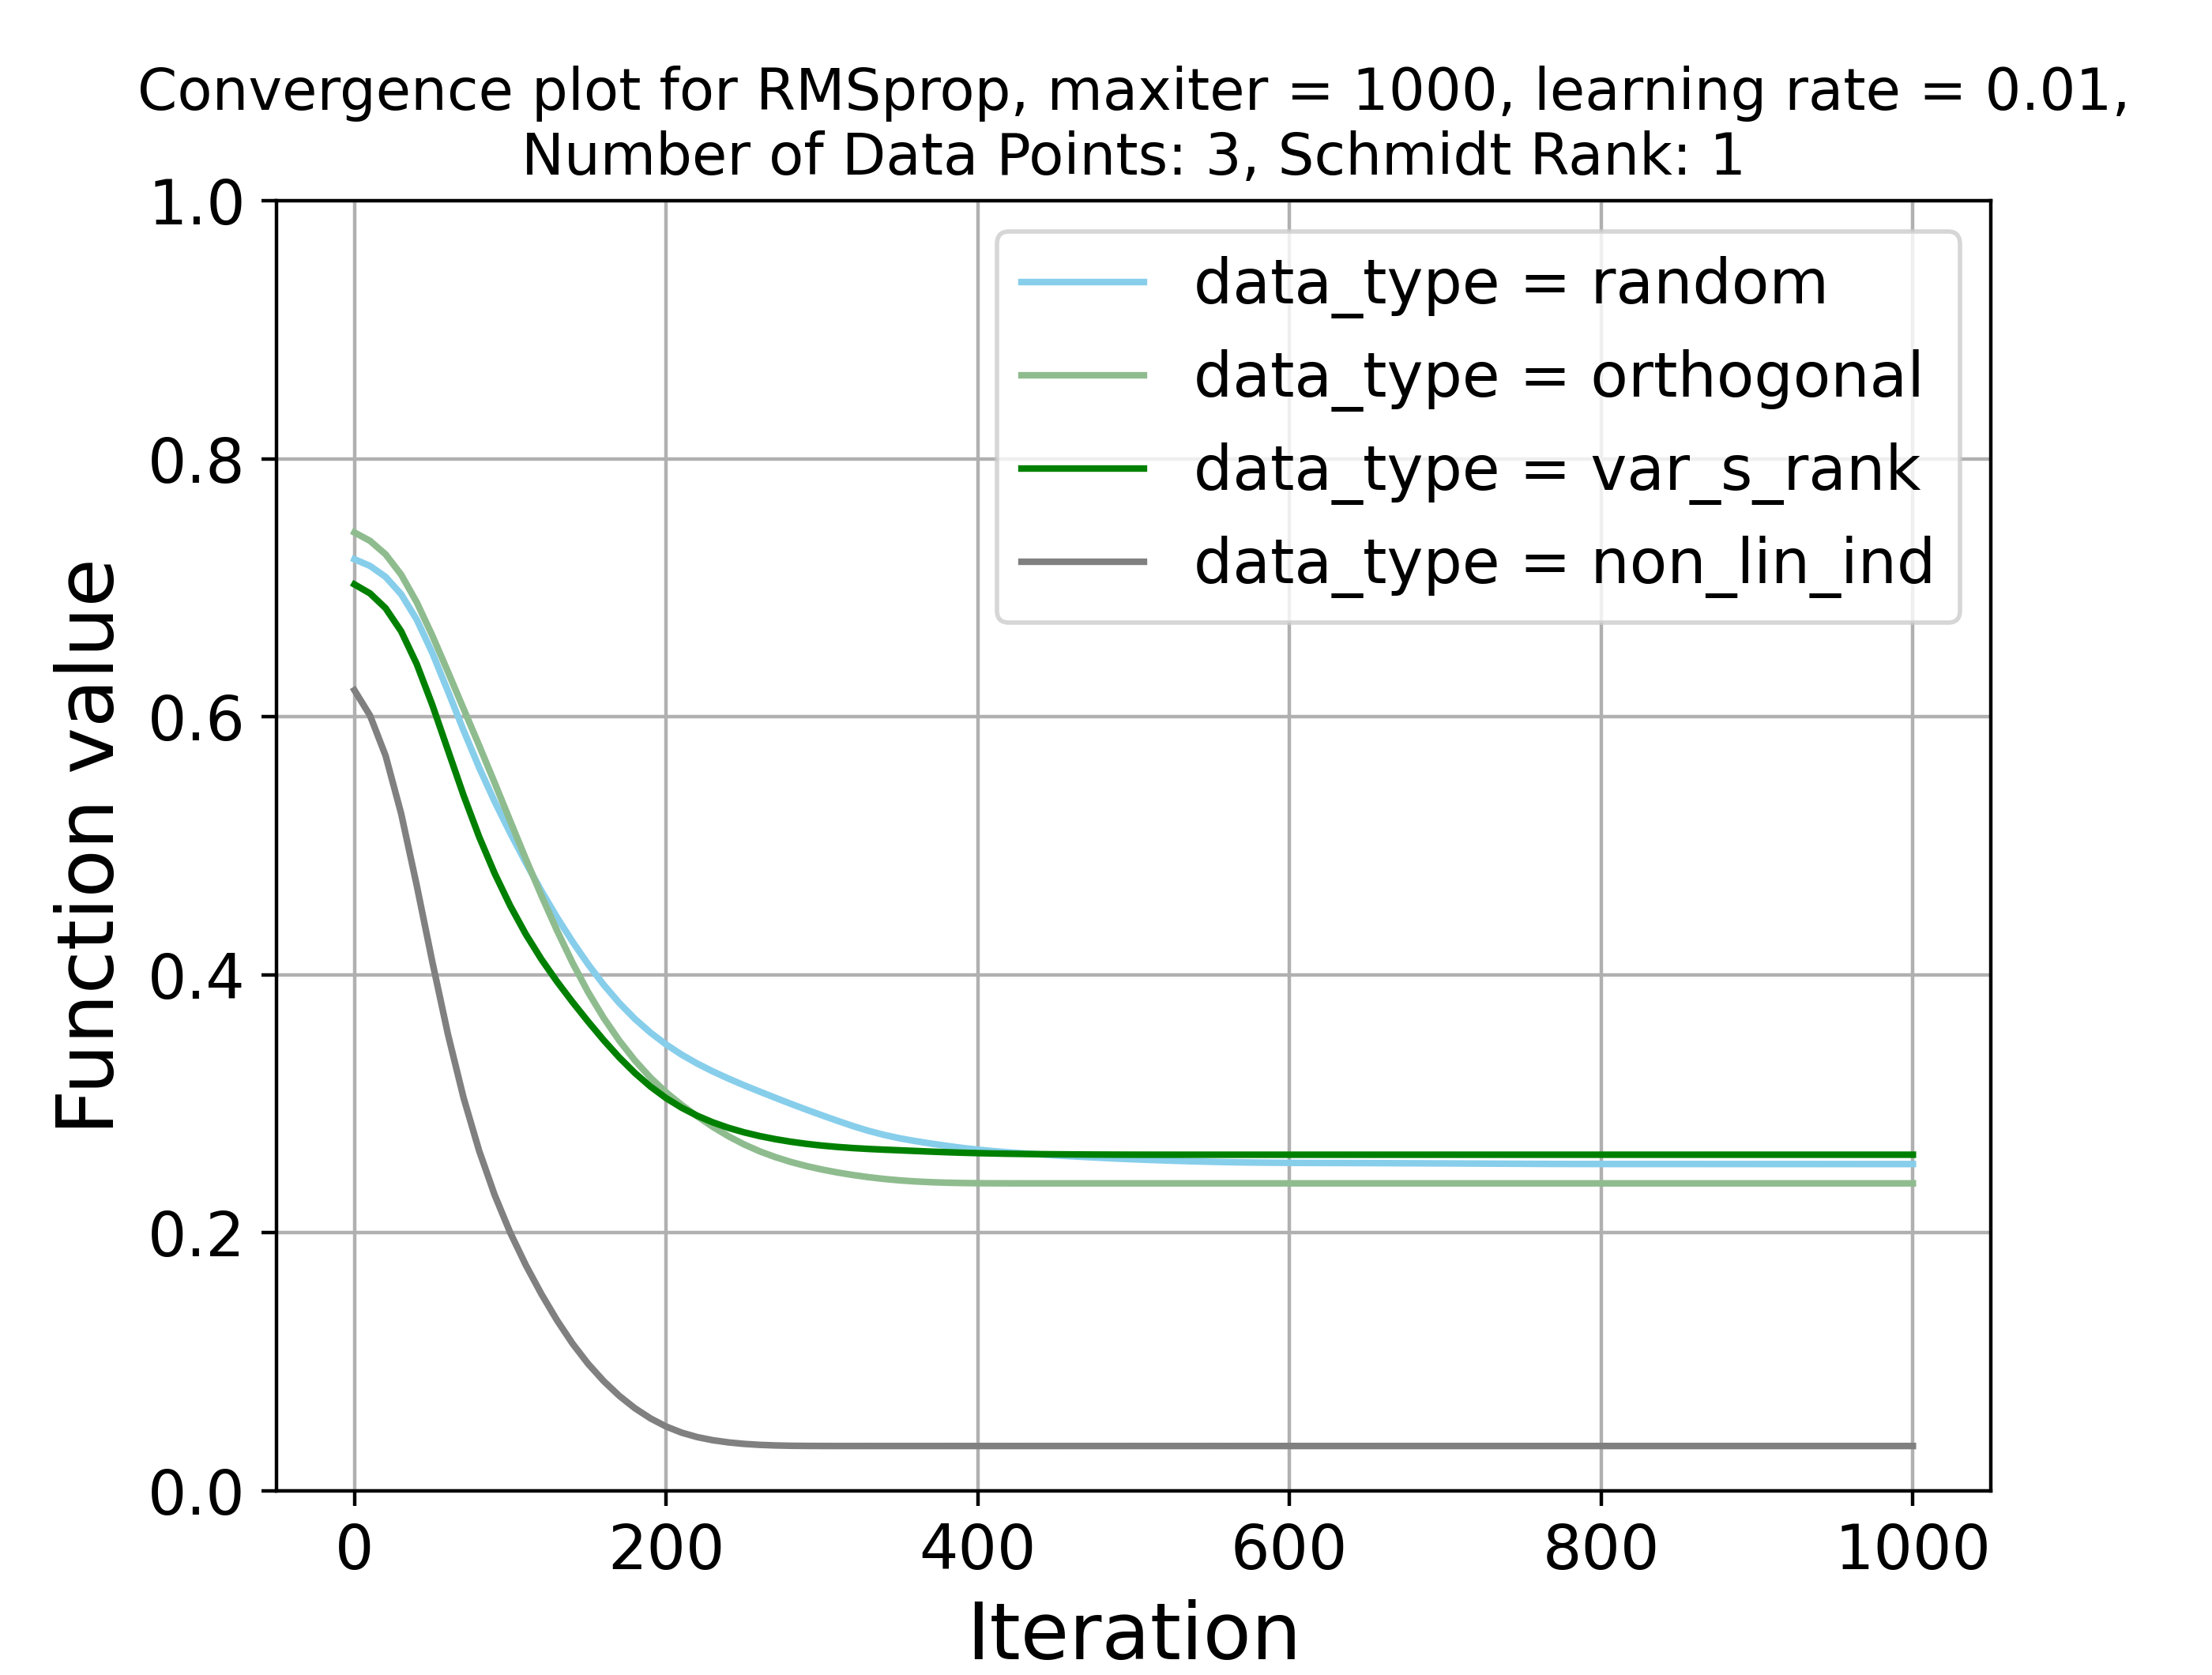 Convergence plot for RMSprop, maxiter = 1000, learning rate = 0.01,
Number of Data Points: 3, Schmidt Rank: 1
1.0
0.8
0.6
0.4
0.2
0.0
Function value
data_type = random
data_type = orthogonal
data_type = var_s_rank
data_type = non_lin_ind
0 200 400 600 800 1000
Iteration